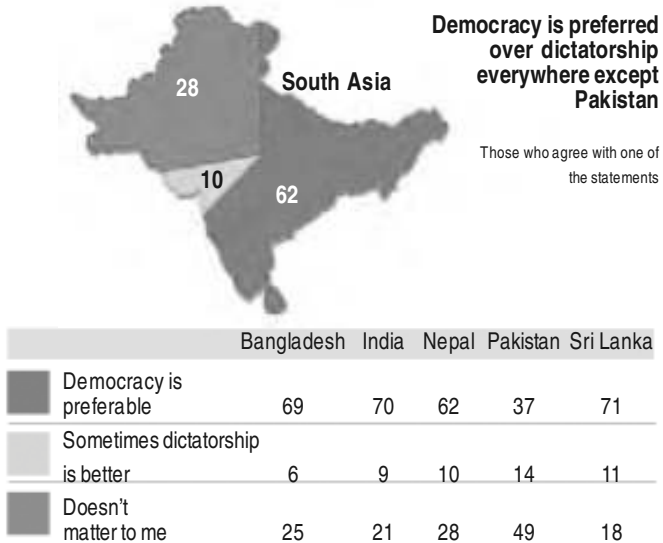 Democracy is preferred
over dictatorship
everywhere except
Pakistan
Those who agree with one of
the statements
South Asia
28
10
62
Bangladesh India Nepal Pakistan Sri Lanka
Democracy is
preferable 69 70 62 37 71
Sometimes dictatorship
is better 6 9 10 14 11
Doesn't
matter to me 25 21 28 49 18